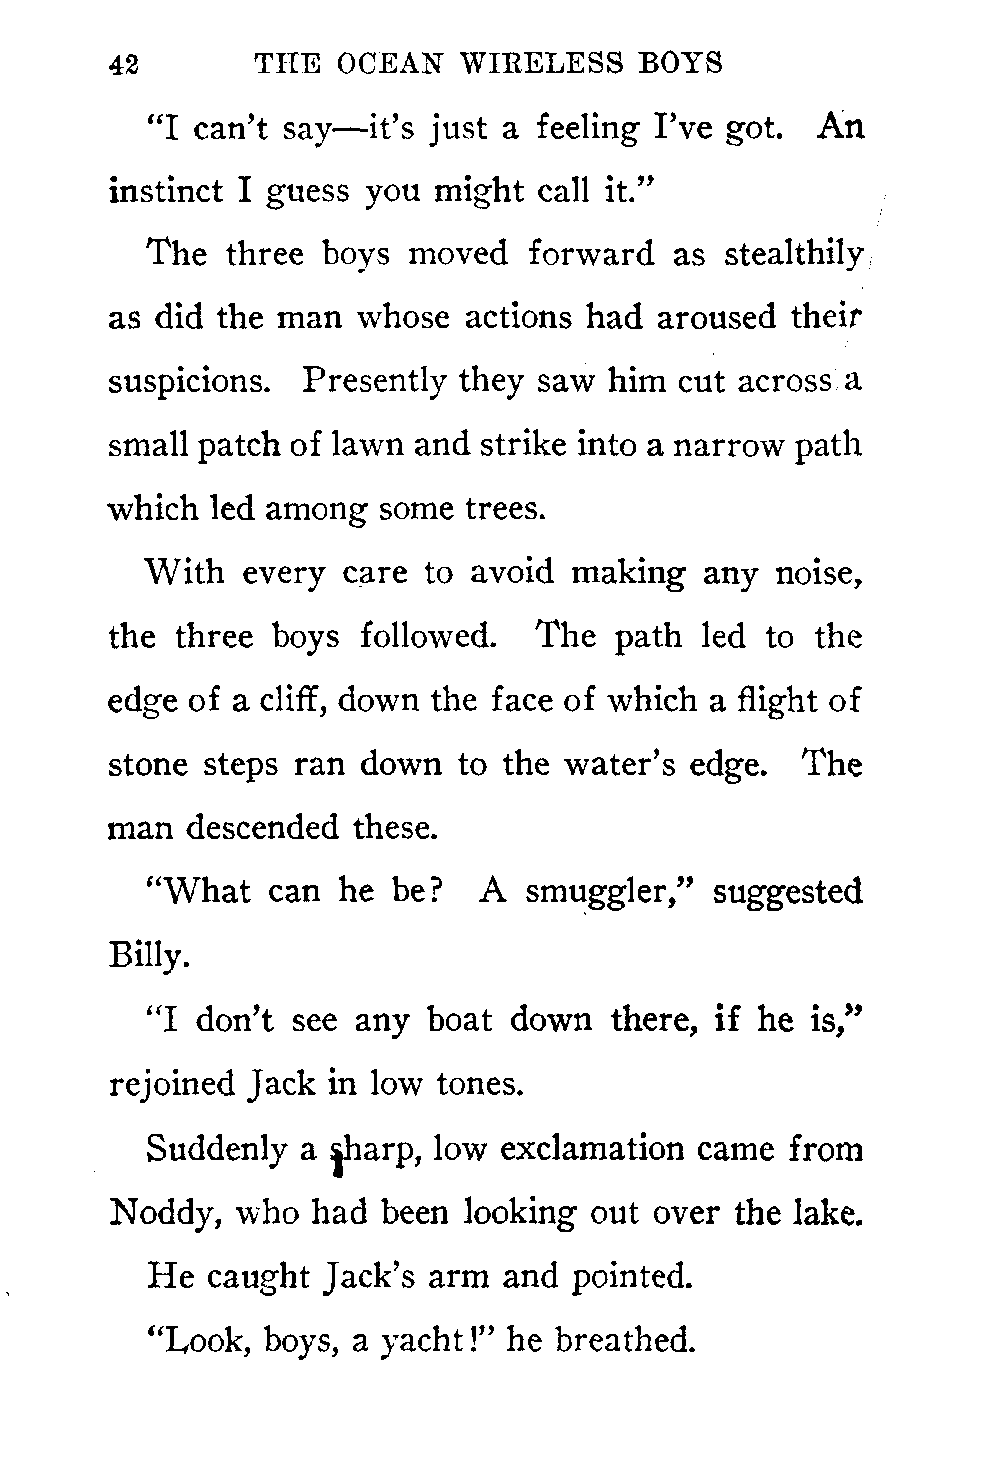 42 THE OCEAN WIRELESS BOYS
“I can’t say—it’s just a feeling I’ve got. An
instinct I guess you might call it.”
The three boys moved forward as stealthily
as did the man whose actions had aroused their
suspicions. Presently they saw him cut across a
small patch of lawn and strike into a narrow path
which led among some trees.
With every care to avoid making any noise,
the three boys followed. The path led to the
edge of a cliff, down the face of which a flight of
stone steps ran down to the water’s edge. The
man descended these.
“What can he be? A smuggler,” suggested
Billy.
“I don’t see any boat down there, if he is,”
rejoined Jack in low tones.
Suddenly a sharp, low exclamation came from
Noddy, who had been looking out over the lake.
He caught Jack’s arm and pointed.
“Look, boys, a yacht!” he breathed.